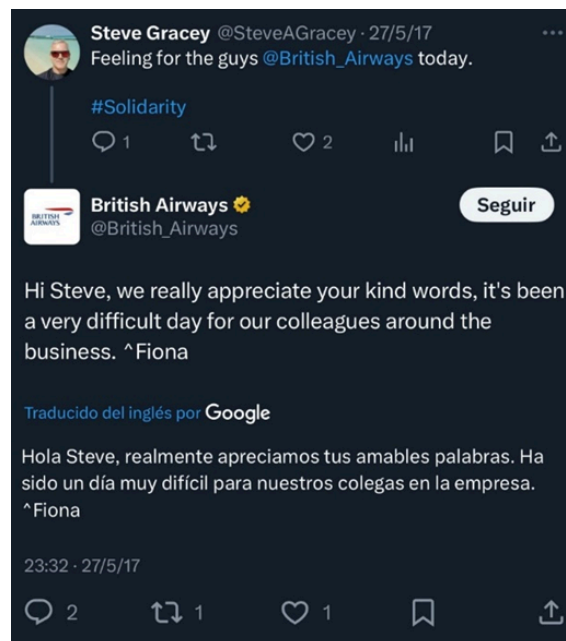 Steve Gracey @SteveAGracey · 27/5/17
Feeling for the guys @British_Airways today.
#Solidarity
1 2
BRITISH AIRWAYS
British Airways
@British_Airways
Seguir
Hi Steve, we really appreciate your kind words, it's been
a very difficult day for our colleagues around the
business. ^Fiona
Traducido del inglés por Google
Hola Steve, realmente apreciamos tus amables palabras. Ha
sido un día muy difícil para nuestros colegas en la empresa.
^Fiona
23:32 · 27/5/17
2 1 1